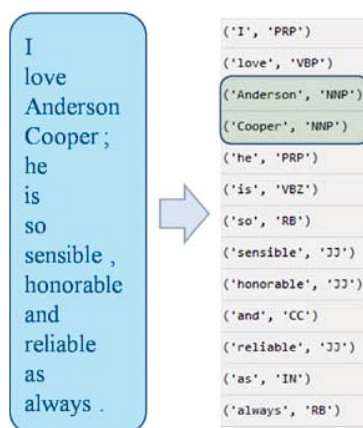 I
love
Anderson
Cooper ;
he
is
so
sensible ,
honorable
and
reliable
as
always .
('I', 'PRP')
('love', 'VBP')
('Anderson', 'NNP')
('Cooper', 'NNP')
('he', 'PRP')
('is', 'VBZ')
('so', 'RB')
('sensible', 'JJ')
('honorable', 'JJ')
('and', 'CC')
('reliable', 'JJ')
('as', 'IN')
('always', 'RB')